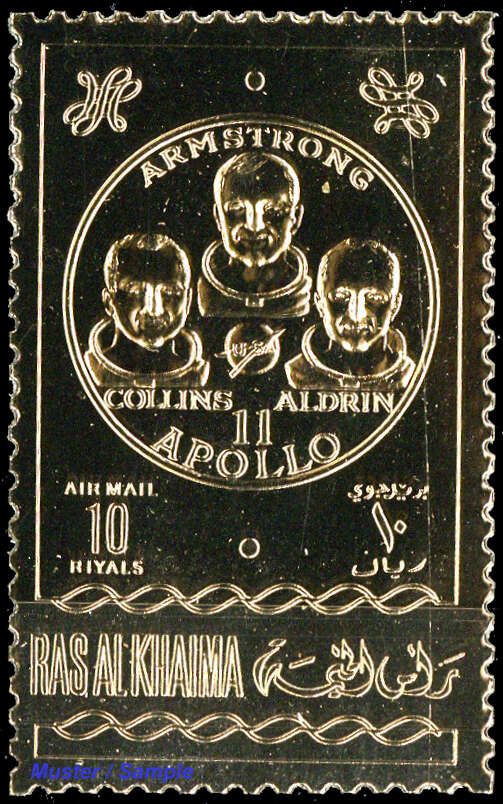 ARMSTRONG
U·S·A
COLLINS ALDRIN
11
APOLLO
AIR MAIL
10
RIYALS
بريد جوي
١٠
ريال
RAS AL KHAIMA
راس الخيمة
Muster / Sample